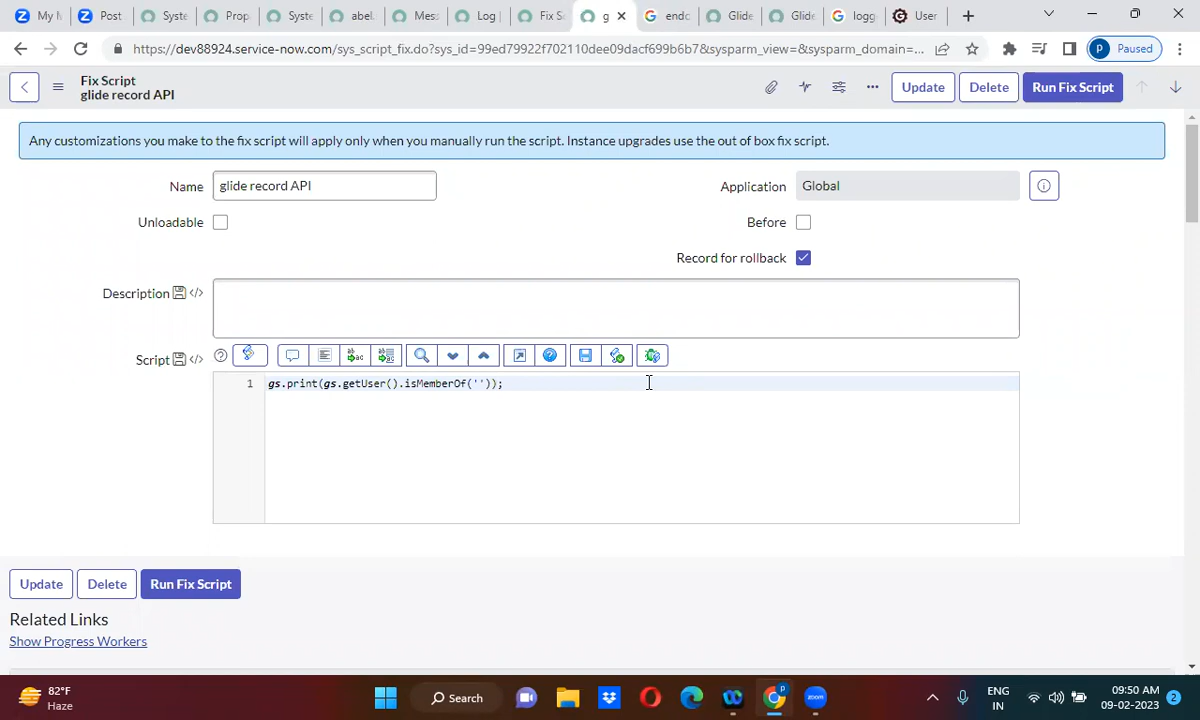 My
Post
Syste
Prop
Syste
abel
Mess
Log
Fix Sc
g
endc
Glide
Glide
logg
User
https://dev88924.service-now.com/sys_script_fix.do?sys_id=99ed79922f702110dee09dacf699b6b7&sysparm_view=&sysparm_domain=...
P Paused
Fix Script
glide record API
Update Delete Run Fix Script
Any customizations you make to the fix script will apply only when you manually run the script. Instance upgrades use the out of box fix script.
Name glide record API Application Global
Unloadable Before
Record for rollback
Description
Script
1 gs.print(gs.getUser().isMemberOf(''));
Update Delete Run Fix Script
Related Links
Show Progress Workers
82°F
Haze
Search
ENG
IN
09:50 AM
09-02-2023
2